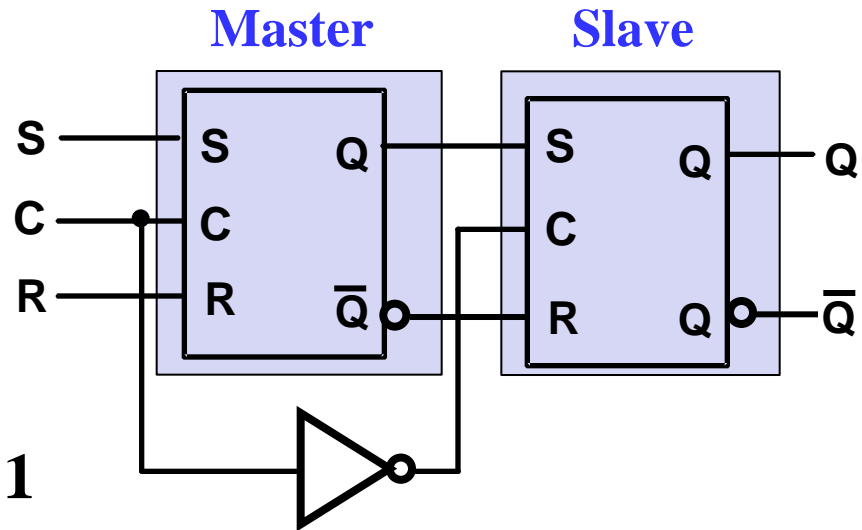 Master Slave
S S Q S Q Q
C C C
R R Q̅ R Q Q̅
1